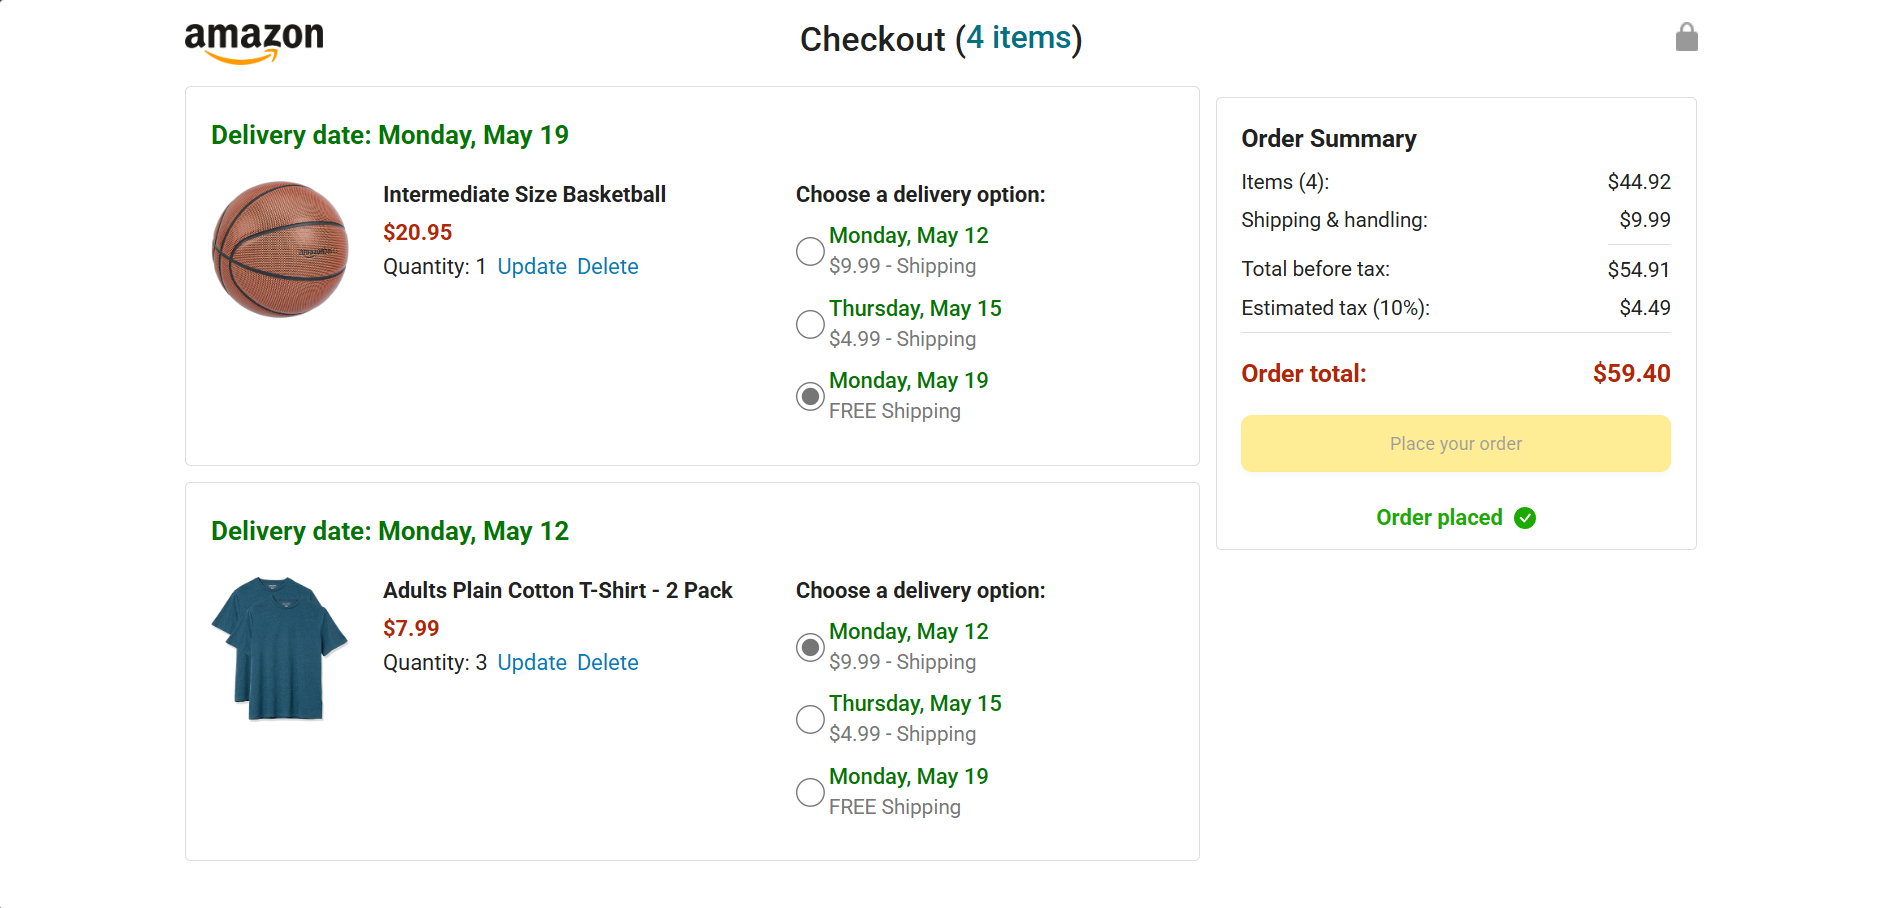 amazon
Checkout (4 items)
Delivery date: Monday, May 19
Intermediate Size Basketball
$20.95
Quantity: 1 Update Delete
Choose a delivery option:
Monday, May 12
$9.99 - Shipping
Thursday, May 15
$4.99 - Shipping
Monday, May 19
FREE Shipping
Delivery date: Monday, May 12
Adults Plain Cotton T-Shirt - 2 Pack
$7.99
Quantity: 3 Update Delete
Choose a delivery option:
Monday, May 12
$9.99 - Shipping
Thursday, May 15
$4.99 - Shipping
Monday, May 19
FREE Shipping
Order Summary
Items (4): $44.92
Shipping & handling: $9.99
Total before tax: $54.91
Estimated tax (10%): $4.49
Order total: $59.40
Place your order
Order placed